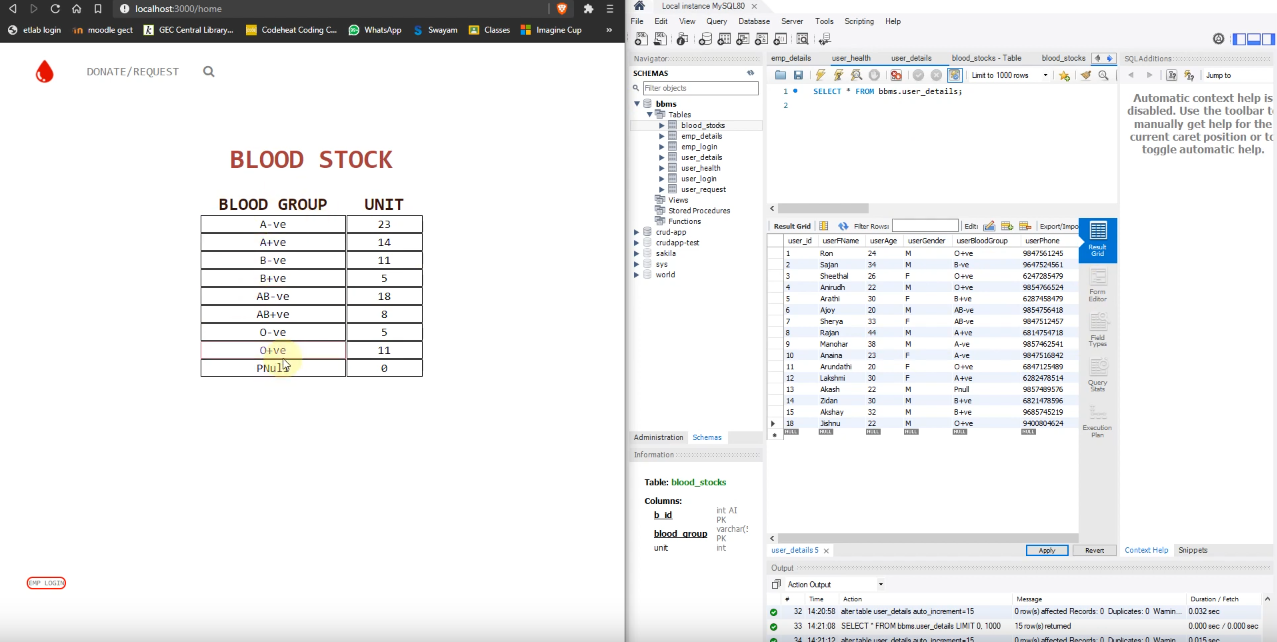 localhost:3000/home
etlab login moodle gect GEC Central Library... Codeheat Coding C... WhatsApp Swayam Classes Imagine Cup »
DONATE/REQUEST
BLOOD STOCK
BLOOD GROUP UNIT
A-ve 23
A+ve 14
B-ve 11
B+ve 5
AB-ve 18
AB+ve 8
O-ve 5
O+ve 11
PNull 0
EMP LOGIN
Local instance MySQL80
File Edit View Query Database Server Tools Scripting Help
Navigator
SCHEMAS
Filter objects
bbms
Tables
blood_stocks
emp_details
emp_login
user_details
user_health
user_login
user_request
Views
Stored Procedures
Functions
crud-app
crudapp-test
sakila
sys
world
Administration Schemas
Information
Table: blood_stocks
Columns:
b_id int AI PK
blood_group varchar(5 PK
unit int
emp_details user_health user_details blood_stocks - Table blood_stocks
Limit to 1000 rows
1 SELECT * FROM bbms.user_details;
2
Result Grid Filter Rows: Edit: Export/Impo
user_id userFName userAge userGender userBloodGroup userPhone
1 Ron 24 M O+ve 9847561245
2 Sajan 34 M B-ve 9647524561
3 Sheethal 26 F O+ve 6247285479
4 Anirudh 22 M O+ve 9854766524
5 Arathi 30 F B+ve 6287458479
6 Ajoy 20 M AB-ve 9854756418
7 Sherya 33 F AB-ve 9847512457
8 Rajan 44 M A+ve 6814754718
9 Manohar 38 M A-ve 9857462541
10 Anaina 23 F A+ve 9847516842
11 Arundathi 20 F O+ve 6847125489
12 Lakshmi 30 F A+ve 6282478514
13 Akash 22 M Pnull 9857489576
14 Zidan 30 M B+ve 6821478596
15 Akshay 32 M B+ve 9685745219
18 Jishnu 22 M O+ve 9400804624
NULL NULL NULL NULL NULL NULL
Result Grid
Form Editor
Field Types
Query Stats
Execution Plan
user_details 5 Apply Revert
SQLAdditions
Jump to
Automatic context help is
disabled. Use the toolbar t
manually get help for the
current caret position or to
toggle automatic help.
Context Help Snippets
Output
Action Output
# Time Action Message Duration / Fetch
32 14:20:58 alter table user_details auto_increment=15 0 row(s) affected Records: 0 Duplicates: 0 Warnin... 0.032 sec
33 14:21:08 SELECT * FROM bbms.user_details LIMIT 0, 1000 15 row(s) returned 0.000 sec / 0.000 sec
34 14:21:12 alter table user_details auto_increment=15 0 row(s) affected Records: 0 Duplicates: 0 Warnin... 0.015 sec